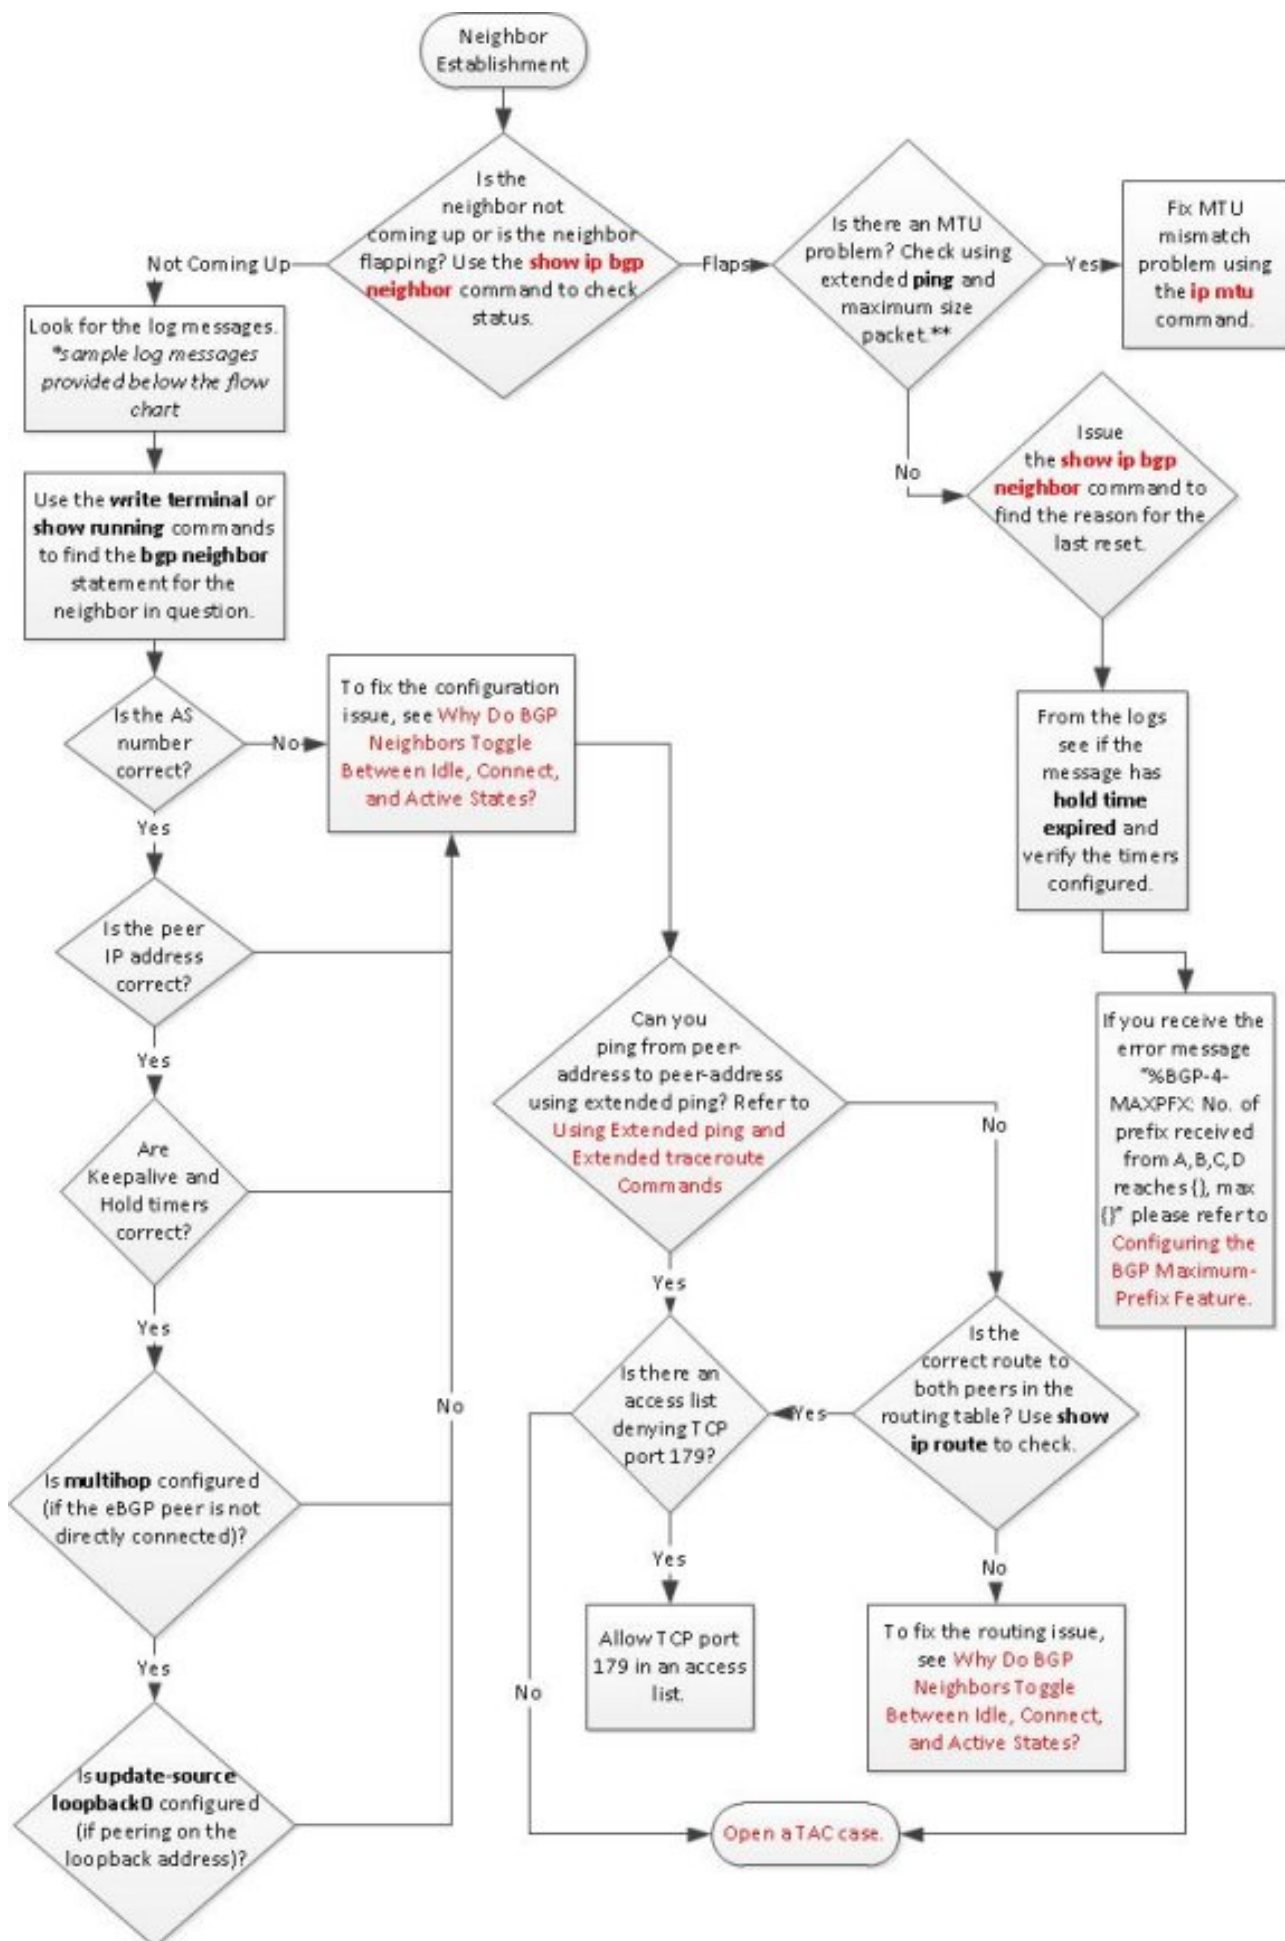 Neighbor
Establishment
Is the
neighbor not
coming up or is the neighbor
flapping? Use the show ip bgp
neighbor command to check
status.
Not Coming Up
Flaps
Is there an MTU
problem? Check using
extended ping and
maximum size
packet.**
Yes
Fix MTU
mismatch
problem using
the ip mtu
command.
Look for the log messages.
*sample log messages
provided below the flow
chart
No
Issue
the show ip bgp
neighbor command to
find the reason for the
last reset.
Use the write terminal or
show running commands
to find the bgp neighbor
statement for the
neighbor in question.
Is the AS
number
correct?
No
To fix the configuration
issue, see Why Do BGP
Neighbors Toggle
Between Idle, Connect,
and Active States?
From the logs
see if the
message has
hold time
expired and
verify the timers
configured.
Yes
Is the peer
IP address
correct?
Yes
Can you
ping from peer-
address to peer-address
using extended ping? Refer to
Using Extended ping and
Extended traceroute
Commands
No
If you receive the
error message
"%BGP-4-
MAXPFX: No. of
prefix received
from A,B,C,D
reaches {}, max
{}" please refer to
Configuring the
BGP Maximum-
Prefix Feature.
Are
Keepalive and
Hold timers
correct?
Yes
Yes
Is there an
access list
denying TCP
port 179?
Yes
Is the
correct route to
both peers in the
routing table? Use show
ip route to check.
No
Is multihop configured
(if the eBGP peer is not
directly connected)?
Yes
No
Yes
Allow TCP port
179 in an access
list.
To fix the routing issue,
see Why Do BGP
Neighbors Toggle
Between Idle, Connect,
and Active States?
No
Is update-source
loopback0 configured
(if peering on the
loopback address)?
Open a TAC case.